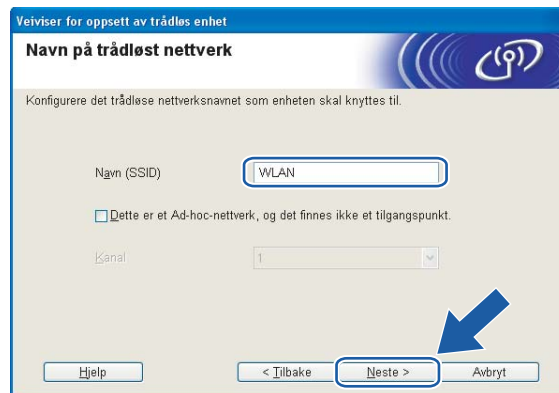 Veiviser for oppsett av trådløs enhet
Navn på trådløst nettverk
Konfigurere det trådløse nettverksnavnet som enheten skal knyttes til.
Navn (SSID) WLAN
Dette er et Ad-hoc-nettverk, og det finnes ikke et tilgangspunkt.
Kanal 1
Hjelp < Tilbake Neste > Avbryt